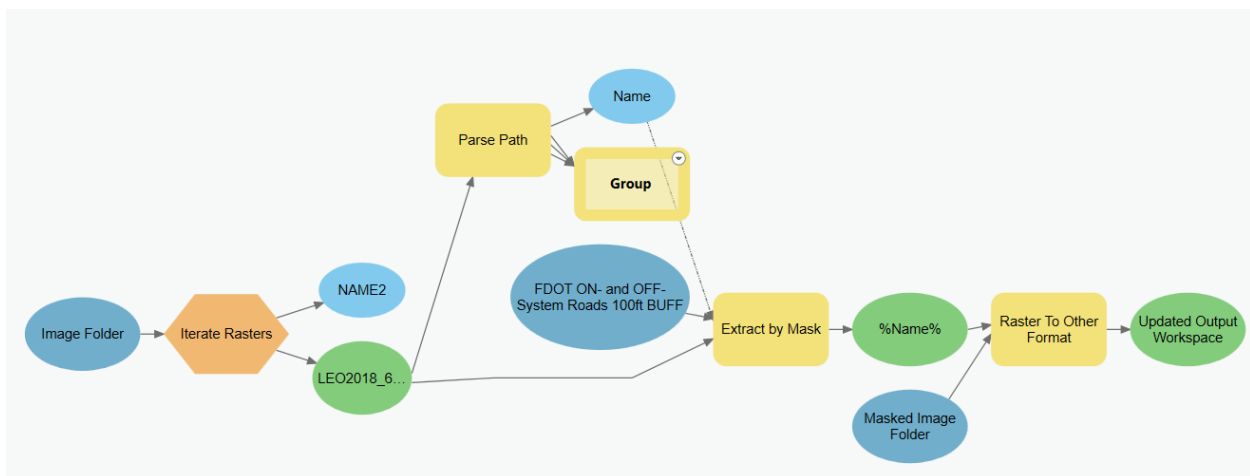 Name
Parse Path
Group
NAME2
FDOT ON- and OFF-
System Roads 100ft BUFF
Image Folder
Iterate Rasters
Extract by Mask
%Name%
Raster To Other
Format
Updated Output
Workspace
LEO2018_6...
Masked Image
Folder